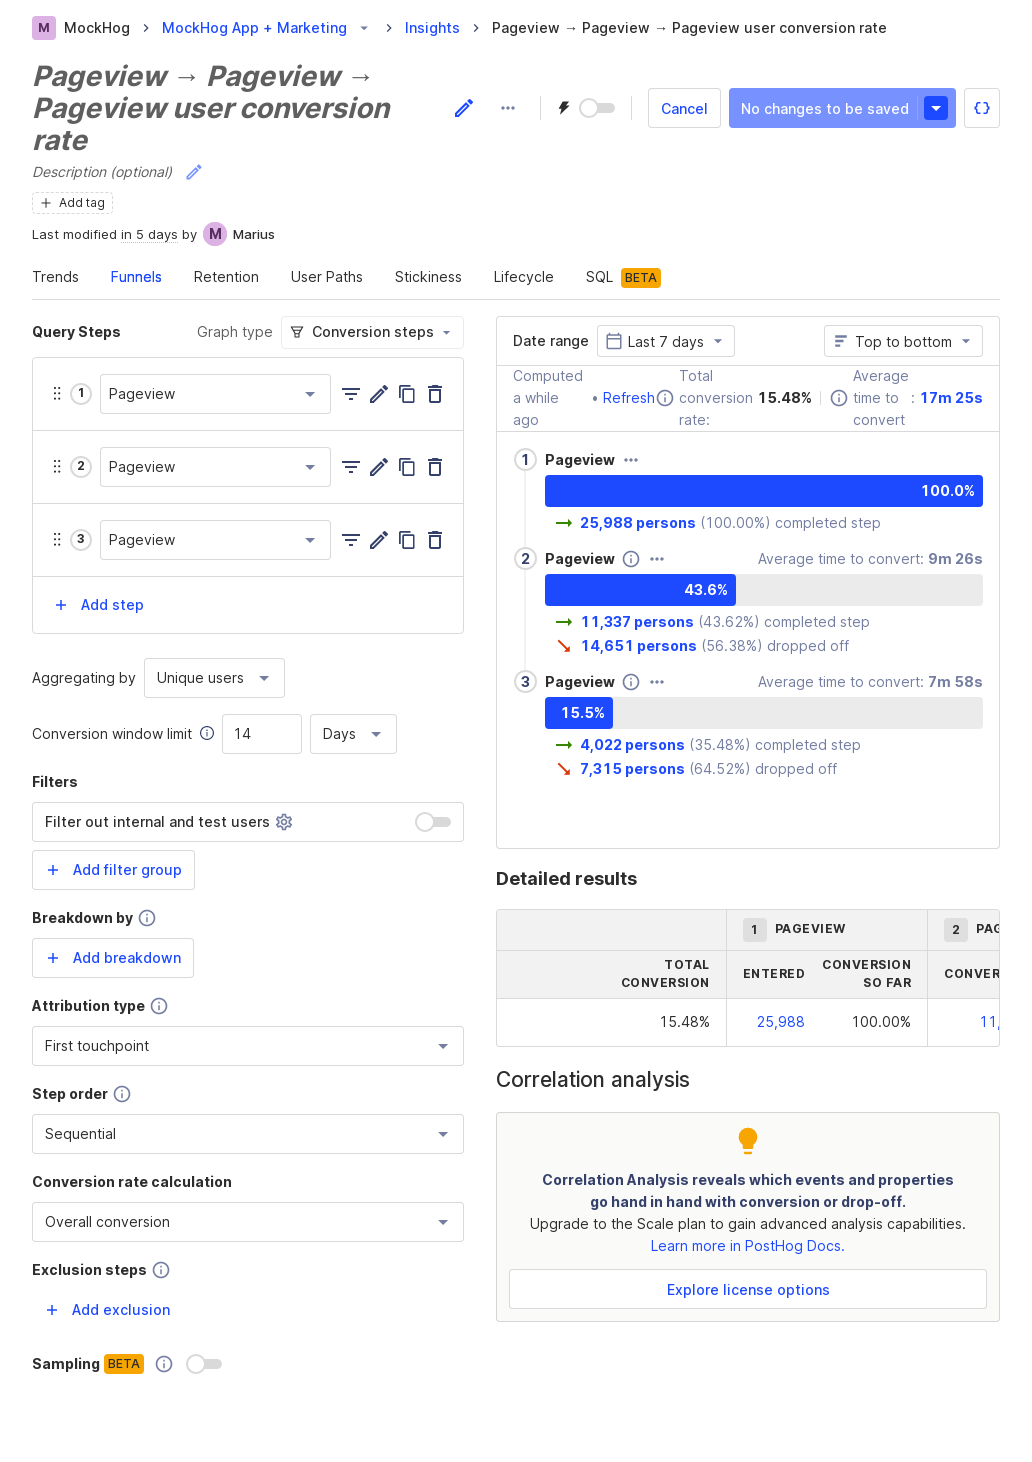 M MockHog > MockHog App + Marketing > Insights > Pageview → Pageview → Pageview user conversion rate
Pageview → Pageview →
Pageview user conversion
rate
Cancel
No changes to be saved
Description (optional)
+ Add tag
Last modified in 5 days by M Marius
Trends Funnels Retention User Paths Stickiness Lifecycle SQL BETA
Query Steps
Graph type Conversion steps
1 Pageview
2 Pageview
3 Pageview
+ Add step
Aggregating by Unique users
Conversion window limit 14 Days
Filters
Filter out internal and test users
+ Add filter group
Breakdown by
+ Add breakdown
Attribution type
First touchpoint
Step order
Sequential
Conversion rate calculation
Overall conversion
Exclusion steps
+ Add exclusion
Sampling BETA
Date range Last 7 days Top to bottom
Computed
a while
ago
• Refresh
Total
conversion
rate:
15.48%
Average
time to
convert
: 17m 25s
1 Pageview
100.0%
25,988 persons (100.00%) completed step
2 Pageview Average time to convert: 9m 26s
43.6%
11,337 persons (43.62%) completed step
14,651 persons (56.38%) dropped off
3 Pageview Average time to convert: 7m 58s
15.5%
4,022 persons (35.48%) completed step
7,315 persons (64.52%) dropped off
Detailed results
1 PAGEVIEW 2 PAG
TOTAL
CONVERSION
ENTERED
CONVERSION
SO FAR
CONVER
15.48% 25,988 100.00% 11,
Correlation analysis
Correlation Analysis reveals which events and properties
go hand in hand with conversion or drop-off.
Upgrade to the Scale plan to gain advanced analysis capabilities.
Learn more in PostHog Docs.
Explore license options